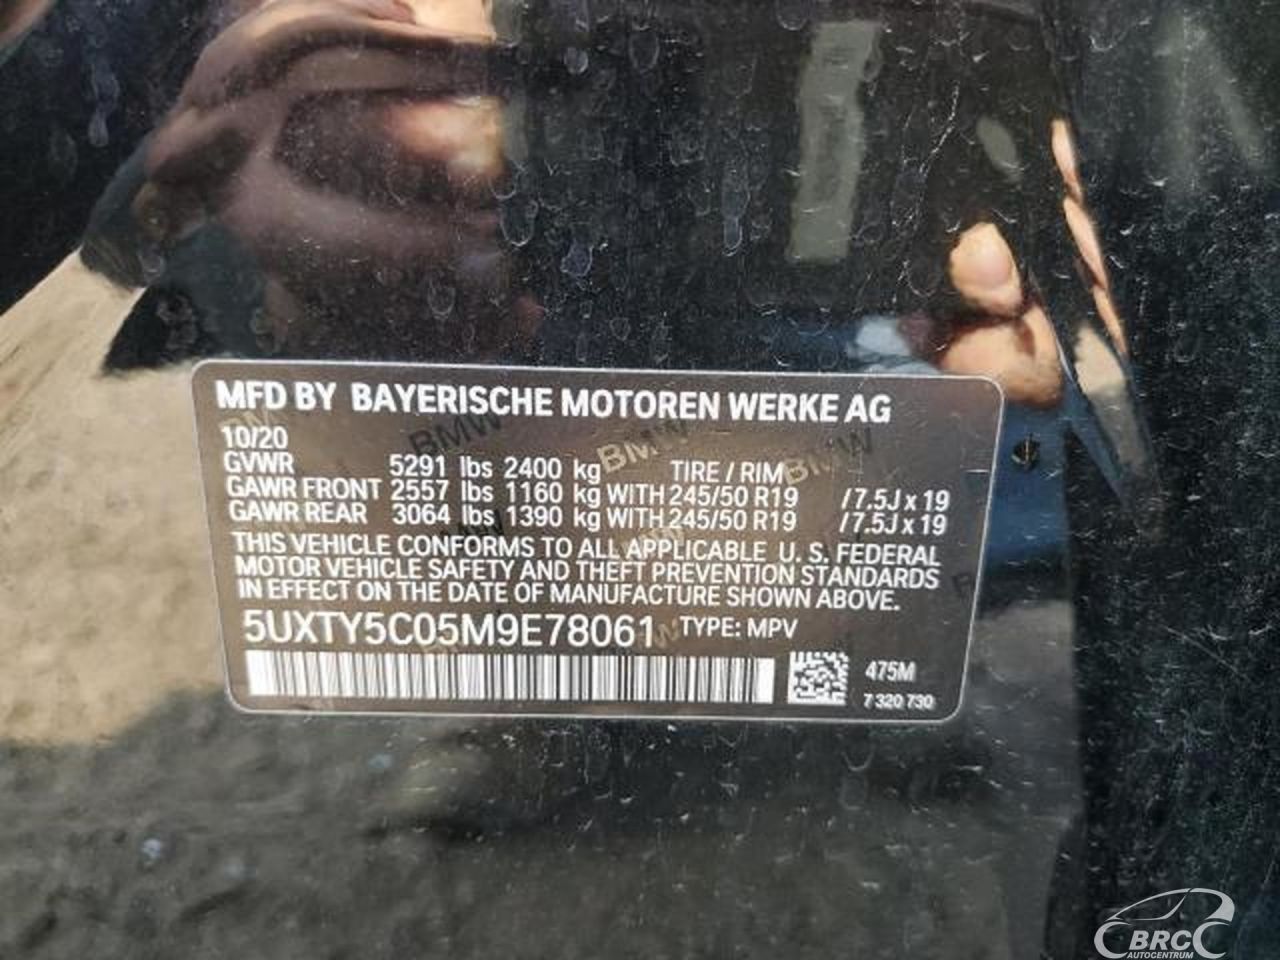 MFD BY BAYERISCHE MOTOREN WERKE AG
10/20
GVWR 5291 lbs 2400 kg TIRE / RIM
GAWR FRONT 2557 lbs 1160 kg WITH 245/50 R19 / 7.5J x 19
GAWR REAR 3064 lbs 1390 kg WITH 245/50 R19 / 7.5J x 19
THIS VEHICLE CONFORMS TO ALL APPLICABLE U. S. FEDERAL
MOTOR VEHICLE SAFETY AND THEFT PREVENTION STANDARDS
IN EFFECT ON THE DATE OF MANUFACTURE SHOWN ABOVE.
5UXTY5C05M9E78061 TYPE: MPV
475M
7 320 730
BMW
BMW
BMW
BRC
AUTOCENTRUM